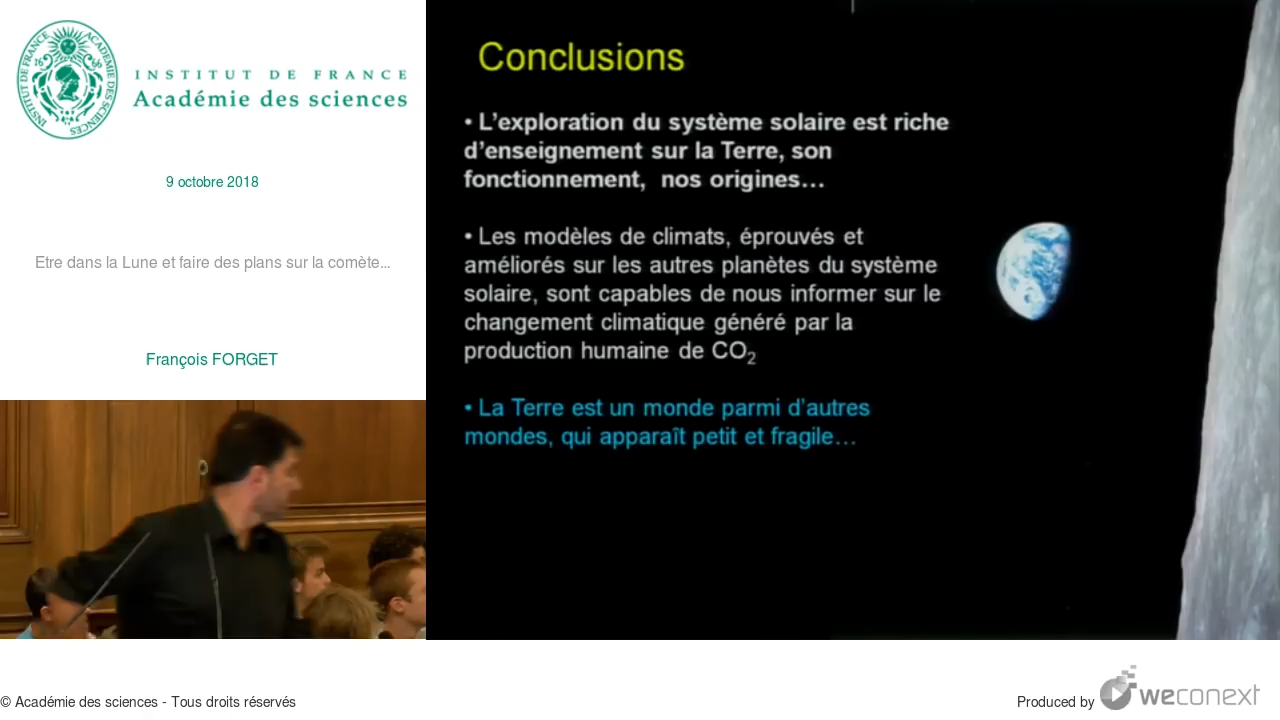 INSTITUT DE FRANCE
Académie des sciences
9 octobre 2018
Etre dans la Lune et faire des plans sur la comète...
François FORGET
Conclusions
• L’exploration du système solaire est riche
d’enseignement sur la Terre, son
fonctionnement, nos origines…
• Les modèles de climats, éprouvés et
améliorés sur les autres planètes du système
solaire, sont capables de nous informer sur le
changement climatique généré par la
production humaine de CO₂
• La Terre est un monde parmi d’autres
mondes, qui apparaît petit et fragile…
© Académie des sciences - Tous droits réservés
Produced by weconext